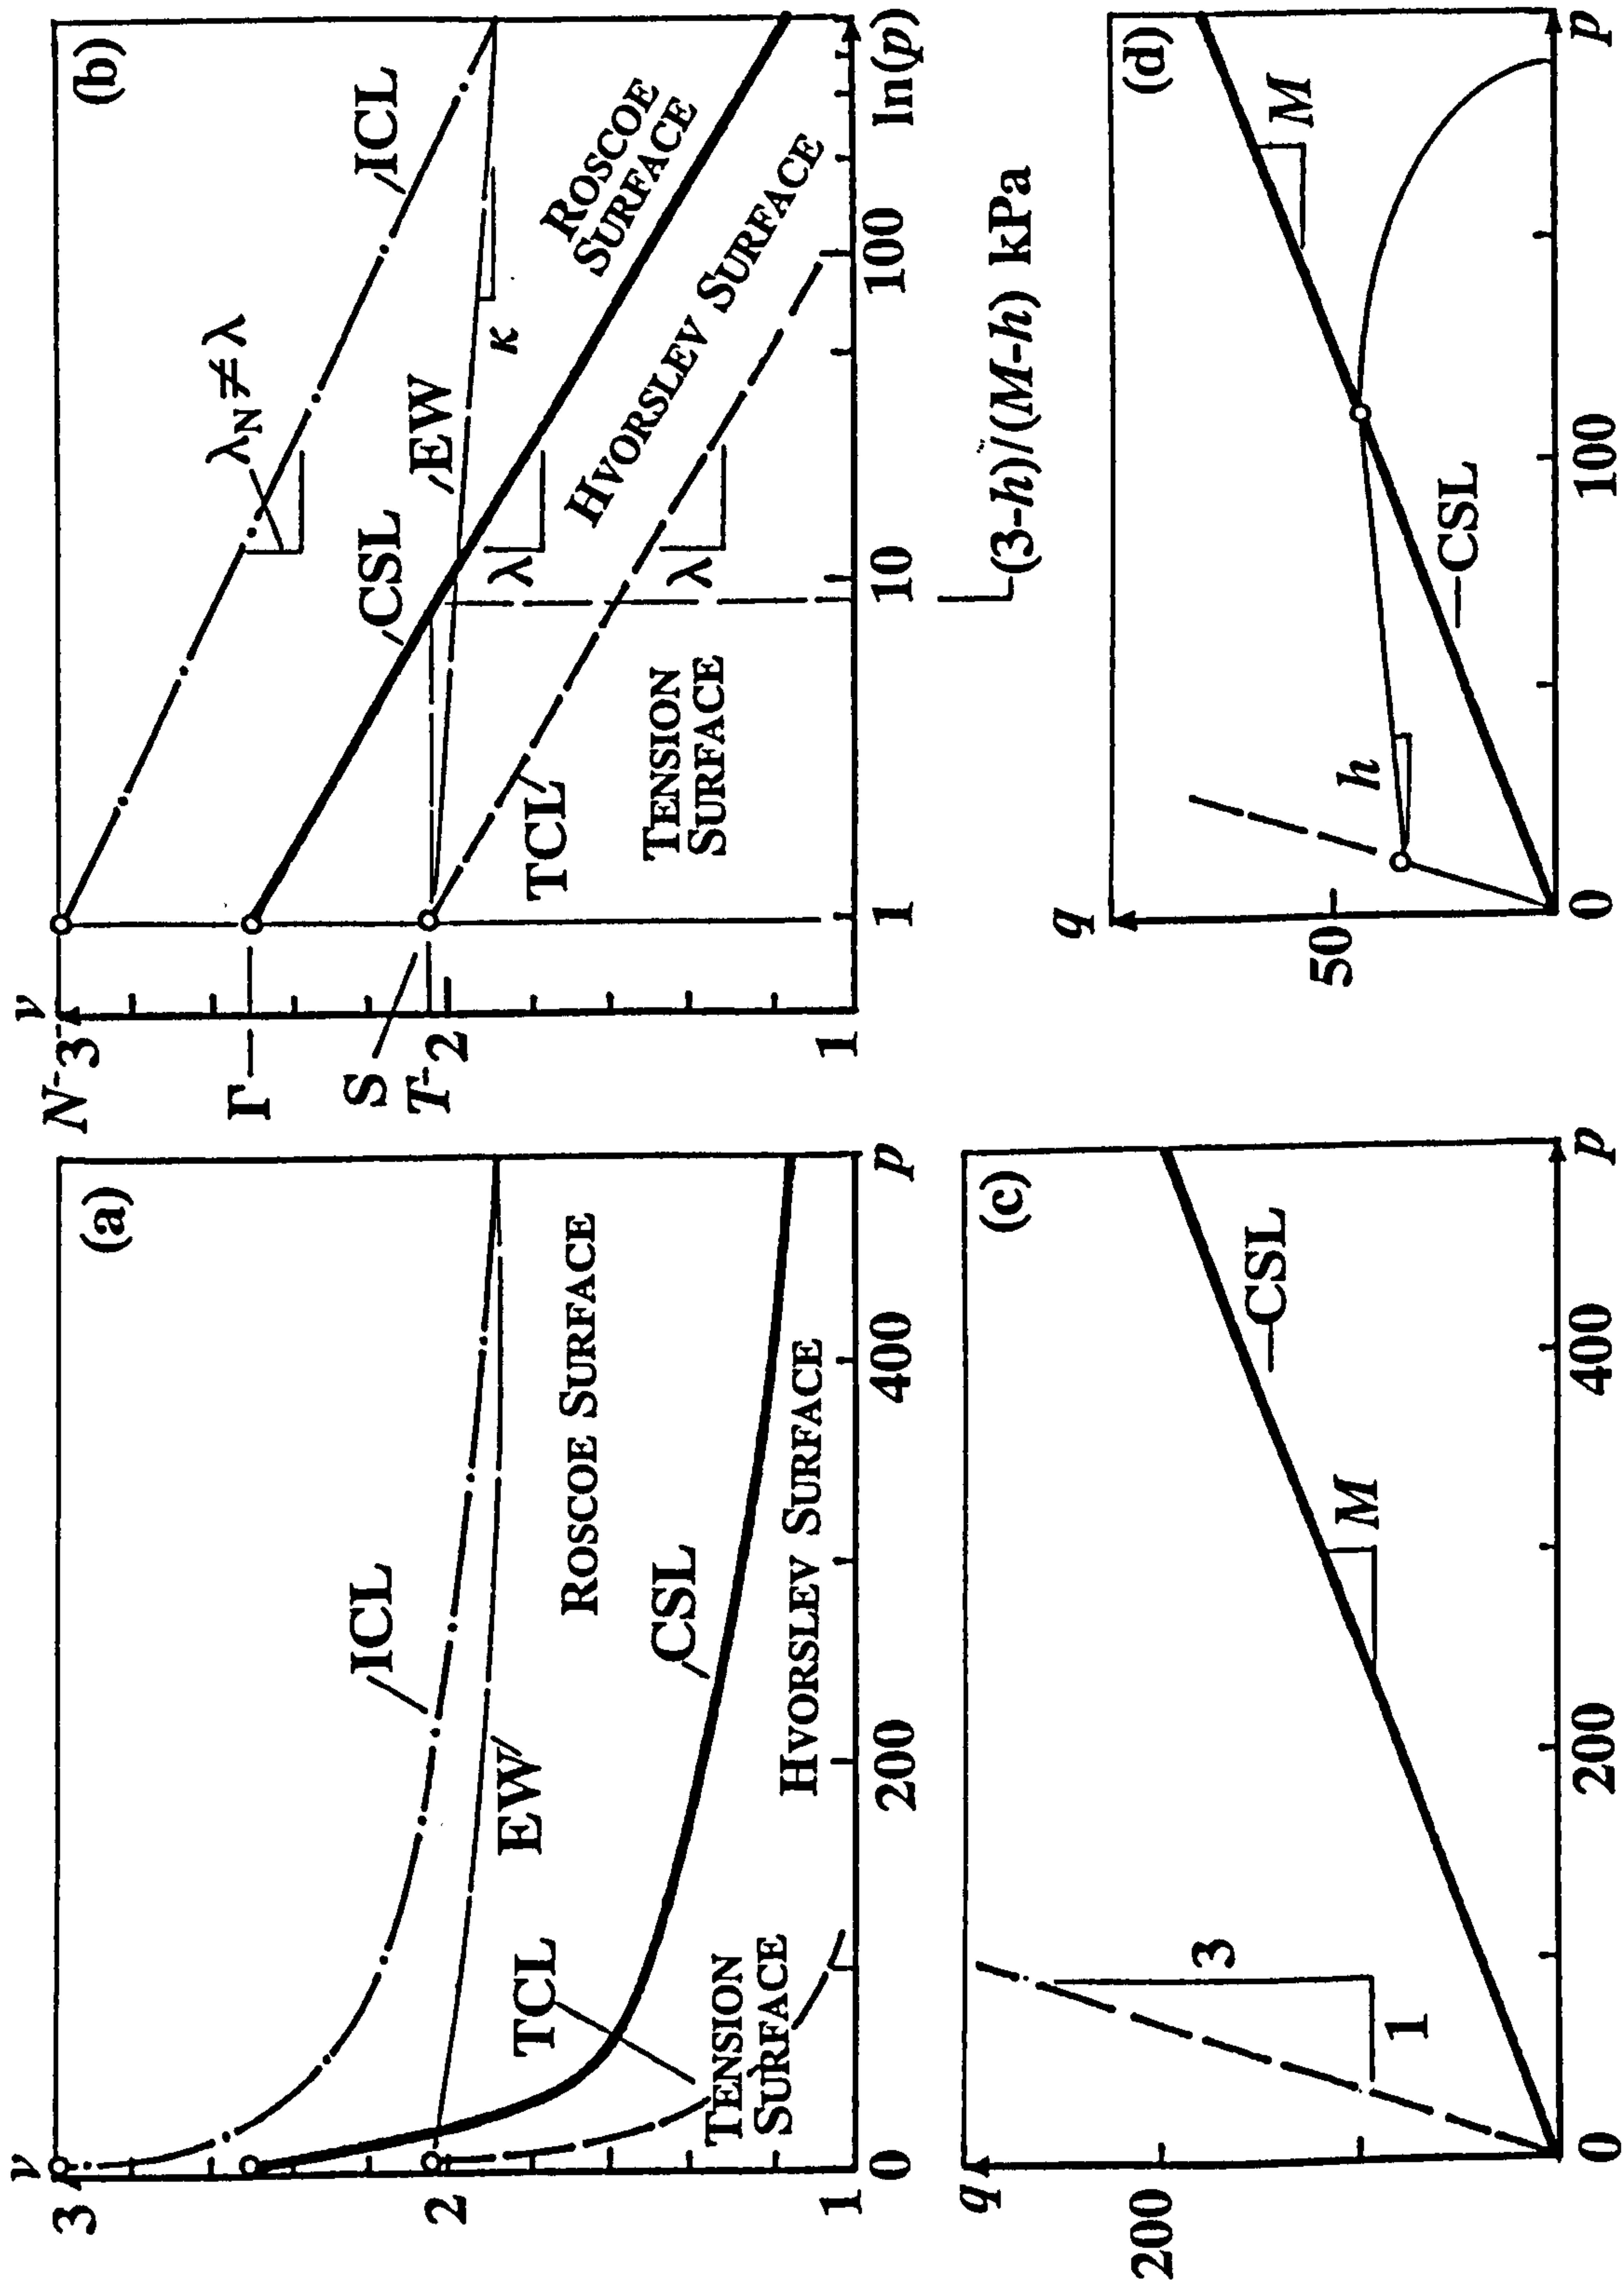 (a)
v
3
2
1
ICL
EW
TCL
CSL
ROSCOE SURFACE
HVORSLEV SURFACE
TENSION
SURFACE
0
200
400
p
(b)
v
N
3
Γ
S
T
2
1
λN≠λ
ICL
CSL
EW
κ
λ
λ
TCL
ROSCOE
SURFACE
HVORSLEV SURFACE
TENSION
SURFACE
1
10
100
ln(p)
(3-h)/(M-h) kPa
(c)
q
200
3
1
M
CSL
0
200
400
p
(d)
q
50
h
M
CSL
0
100
p